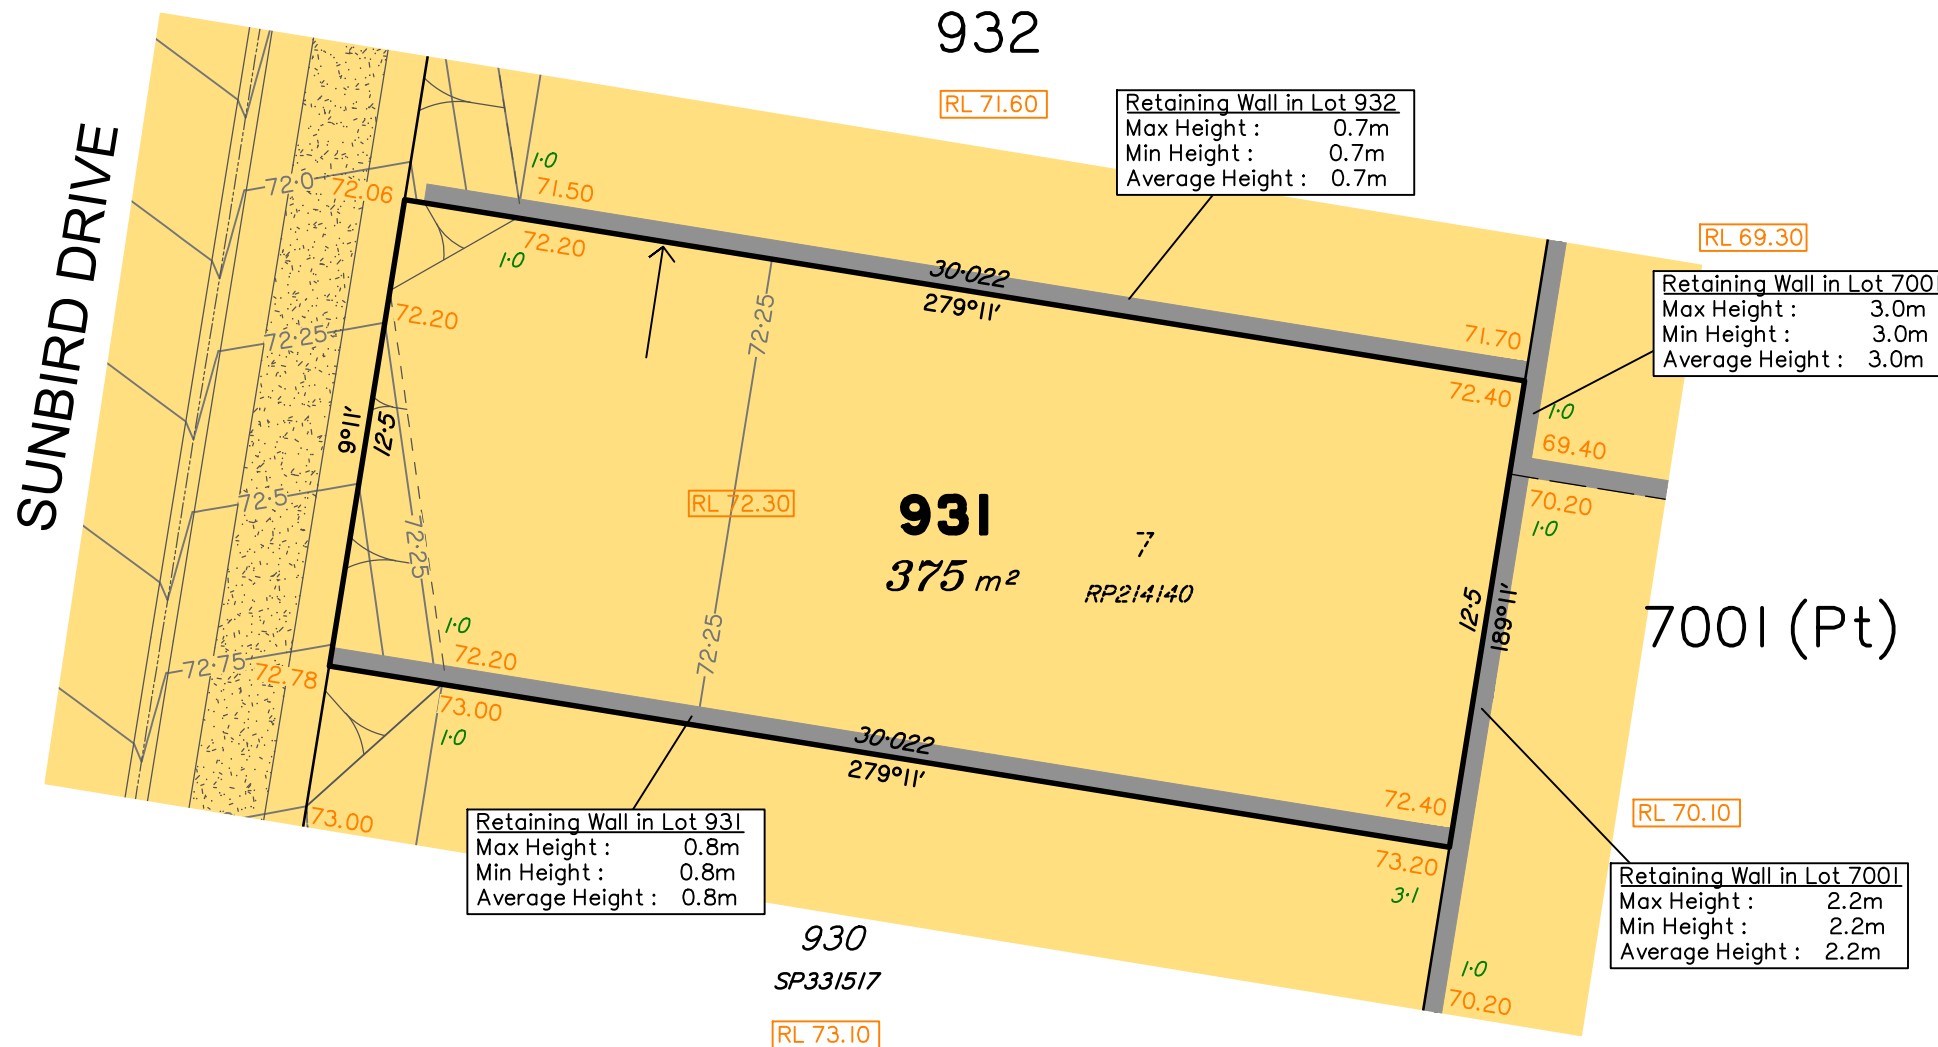 932
RL 71.60
Retaining Wall in Lot 932
Max Height : 0.7m
Min Height : 0.7m
Average Height : 0.7m
SUNBIRD DRIVE
72·0
72.06
1·0
71.50
72.20
1·0
RL 69.30
Retaining Wall in Lot 7001
Max Height : 3.0m
Min Height : 3.0m
Average Height : 3.0m
30·022
279°11'
72·25
72.20
72·25
71.70
72.40
1·0
69.40
70.20
1·0
9°11'
12·5
72·5
72·25
RL 72.30
931
375 m²
7
RP214140
12·5
189°11'
7001 (Pt)
72·75
72.78
1·0
72.20
72·25
73.00
1·0
30·022
279°11'
73.00
72.40
73.20
3·1
RL 70.10
Retaining Wall in Lot 931
Max Height : 0.8m
Min Height : 0.8m
Average Height : 0.8m
Retaining Wall in Lot 7001
Max Height : 2.2m
Min Height : 2.2m
Average Height : 2.2m
930
SP331517
RL 73.10
1·0
70.20